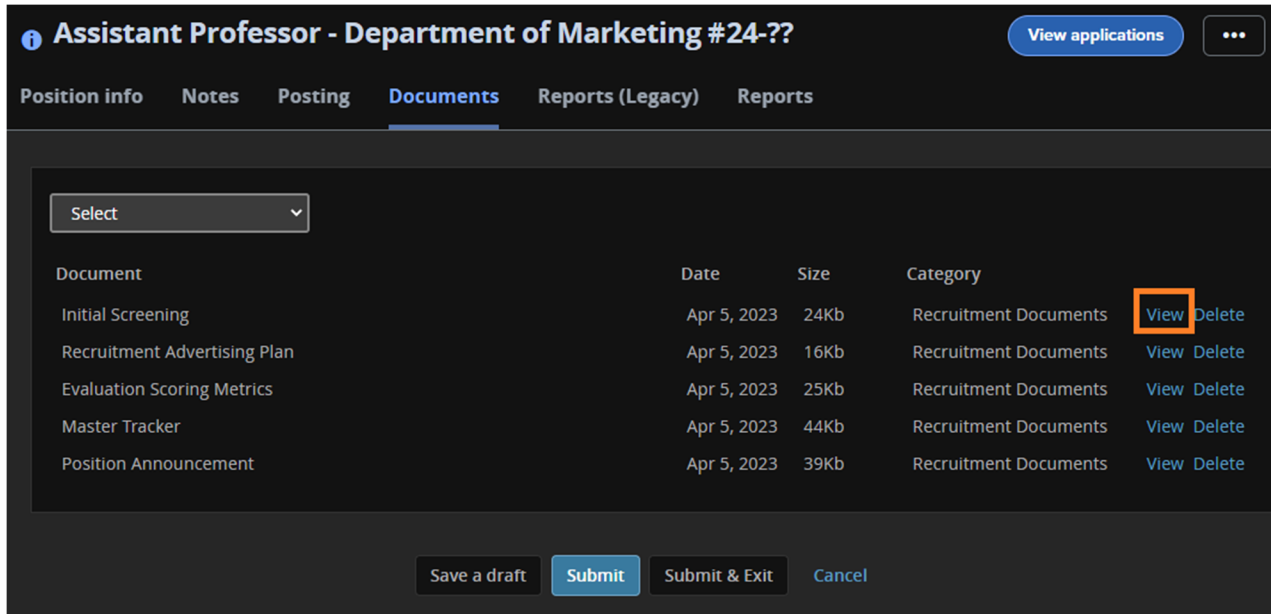 Assistant Professor - Department of Marketing #24-??
View applications
Position info Notes Posting Documents Reports (Legacy) Reports
Select
Document Date Size Category
Initial Screening Apr 5, 2023 24Kb Recruitment Documents View Delete
Recruitment Advertising Plan Apr 5, 2023 16Kb Recruitment Documents View Delete
Evaluation Scoring Metrics Apr 5, 2023 25Kb Recruitment Documents View Delete
Master Tracker Apr 5, 2023 44Kb Recruitment Documents View Delete
Position Announcement Apr 5, 2023 39Kb Recruitment Documents View Delete
Save a draft Submit Submit & Exit Cancel